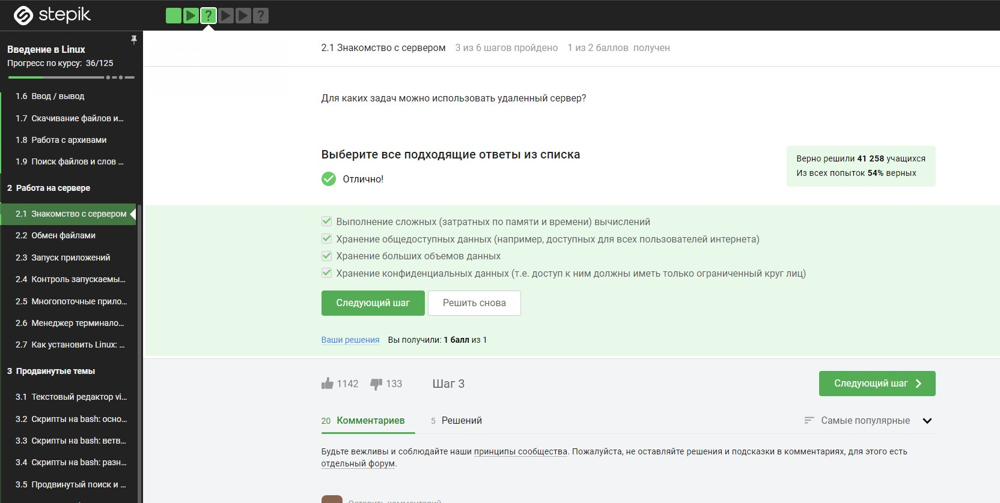 stepik
?
?
Введение в Linux
Прогресс по курсу: 36/125
1.6 Ввод / вывод
1.7 Скачивание файлов и...
1.8 Работа с архивами
1.9 Поиск файлов и слов ...
2 Работа на сервере
2.1 Знакомство с сервером
2.2 Обмен файлами
2.3 Запуск приложений
2.4 Контроль запускаемы...
2.5 Многопоточные прило...
2.6 Менеджер терминало...
2.7 Как установить Linux: ...
3 Продвинутые темы
3.1 Текстовый редактор vi...
3.2 Скрипты на bash: осно...
3.3 Скрипты на bash: ветв...
3.4 Скрипты на bash: разн...
3.5 Продвинутый поиск и ...
2.1 Знакомство с сервером 3 из 6 шагов пройдено 1 из 2 баллов получен
Для каких задач можно использовать удаленный сервер?
Выберите все подходящие ответы из списка
Отлично!
Верно решили 41 258 учащихся
Из всех попыток 54% верных
Выполнение сложных (затратных по памяти и времени) вычислений
Хранение общедоступных данных (например, доступных для всех пользователей интернета)
Хранение больших объемов данных
Хранение конфиденциальных данных (т.е. доступ к ним должны иметь только ограниченный круг лиц)
Следующий шаг Решить снова
Ваши решения Вы получили: 1 балл из 1
1142 133 Шаг 3 Следующий шаг
20 Комментариев 5 Решений Самые популярные
Будьте вежливы и соблюдайте наши принципы сообщества. Пожалуйста, не оставляйте решения и подсказки в комментариях, для этого есть
отдельный форум.
Оставить комментарий